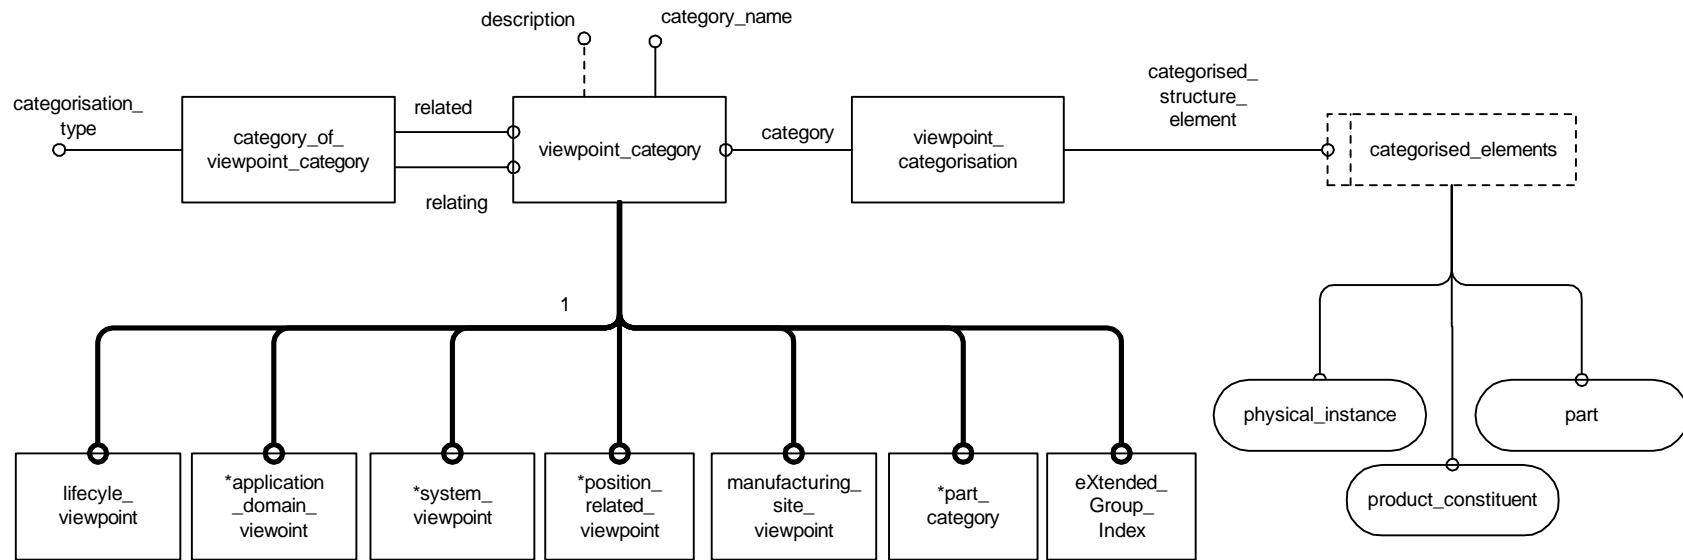 description
category_name
categorisation_
type
category_of_
viewpoint_category
related
relating
viewpoint_category
category
viewpoint_
categorisation
categorised_
structure_
element
categorised_elements
1
physical_instance
part
product_constituent
lifecyle_
viewpoint
*application
_domain_
viewoint
*system_
viewpoint
*position_
related_
viewpoint
manufacturing_
site_
viewpoint
*part_
category
eXtended_
Group_
Index